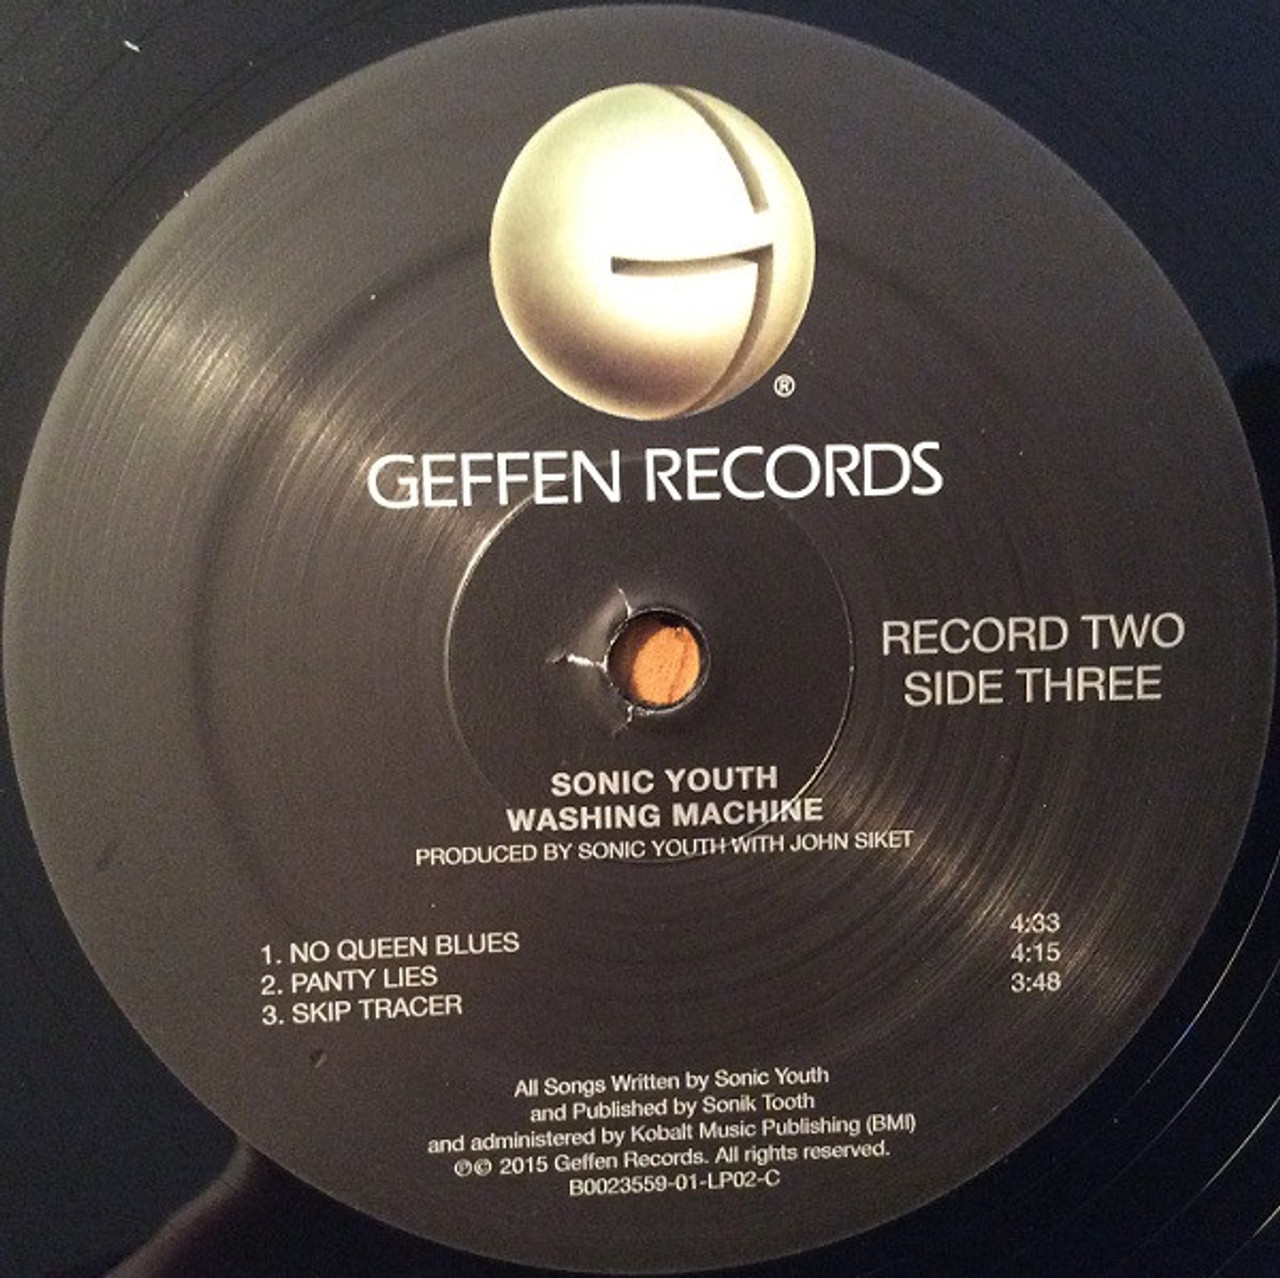 ®
GEFFEN RECORDS
RECORD TWO
SIDE THREE
SONIC YOUTH
WASHING MACHINE
PRODUCED BY SONIC YOUTH WITH JOHN SIKET
1. NO QUEEN BLUES 4:33
2. PANTY LIES 4:15
3. SKIP TRACER 3:48
All Songs Written by Sonic Youth
and Published by Sonik Tooth
and administered by Kobalt Music Publishing (BMI)
℗© 2015 Geffen Records. All rights reserved.
B0023559-01-LP02-C